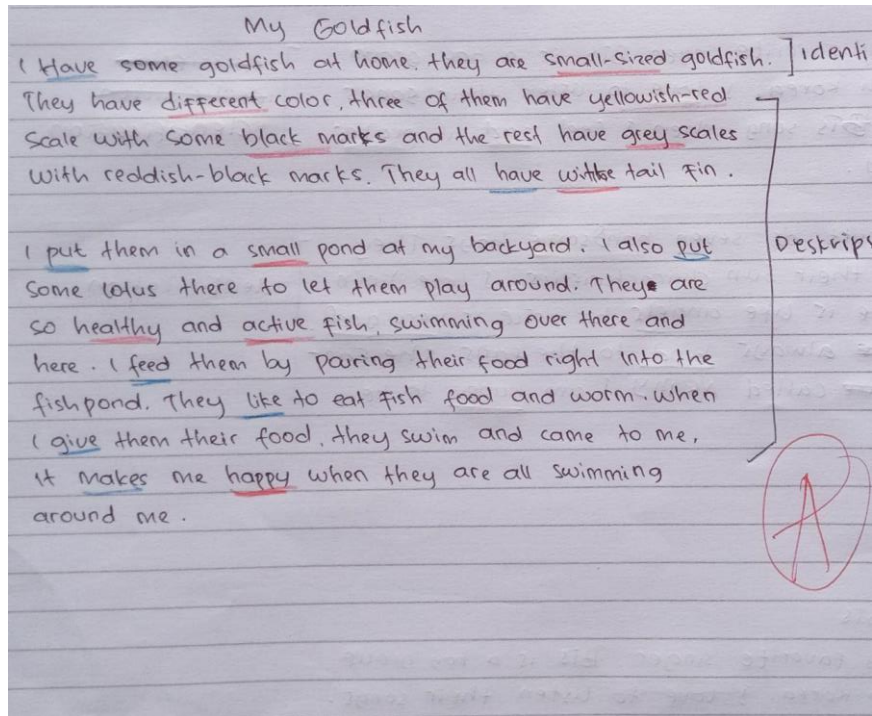 My Goldfish
I Have some goldfish at home. they are small-sized goldfish. ] identi
They have different color, three of them have yellowish-red
Scale with some black marks and the rest have grey scales
With reddish-black marks. They all have tail Fin.
I put them in a small pond at my backyard. I also put Deskrips
Some lotus there to let them play around. They are
so healthy and active fish, swimming over there and
here. I feed them by pouring their food right into the
fishpond. They like to eat Fish food and worm. When
I give them their food, they swim and came to me,
it makes me happy when they are all swimming
around me.
A